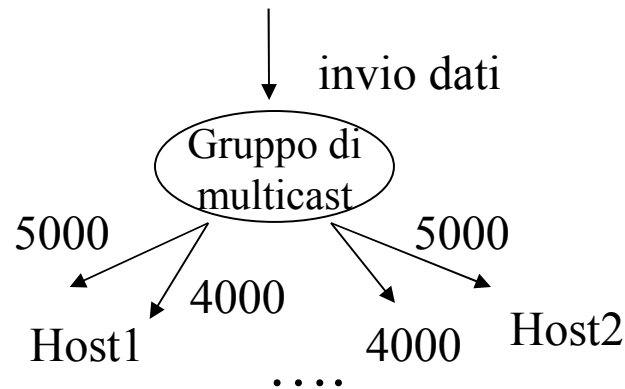 invio dati
Gruppo di
multicast
5000
5000
4000
Host1
4000
Host2
....